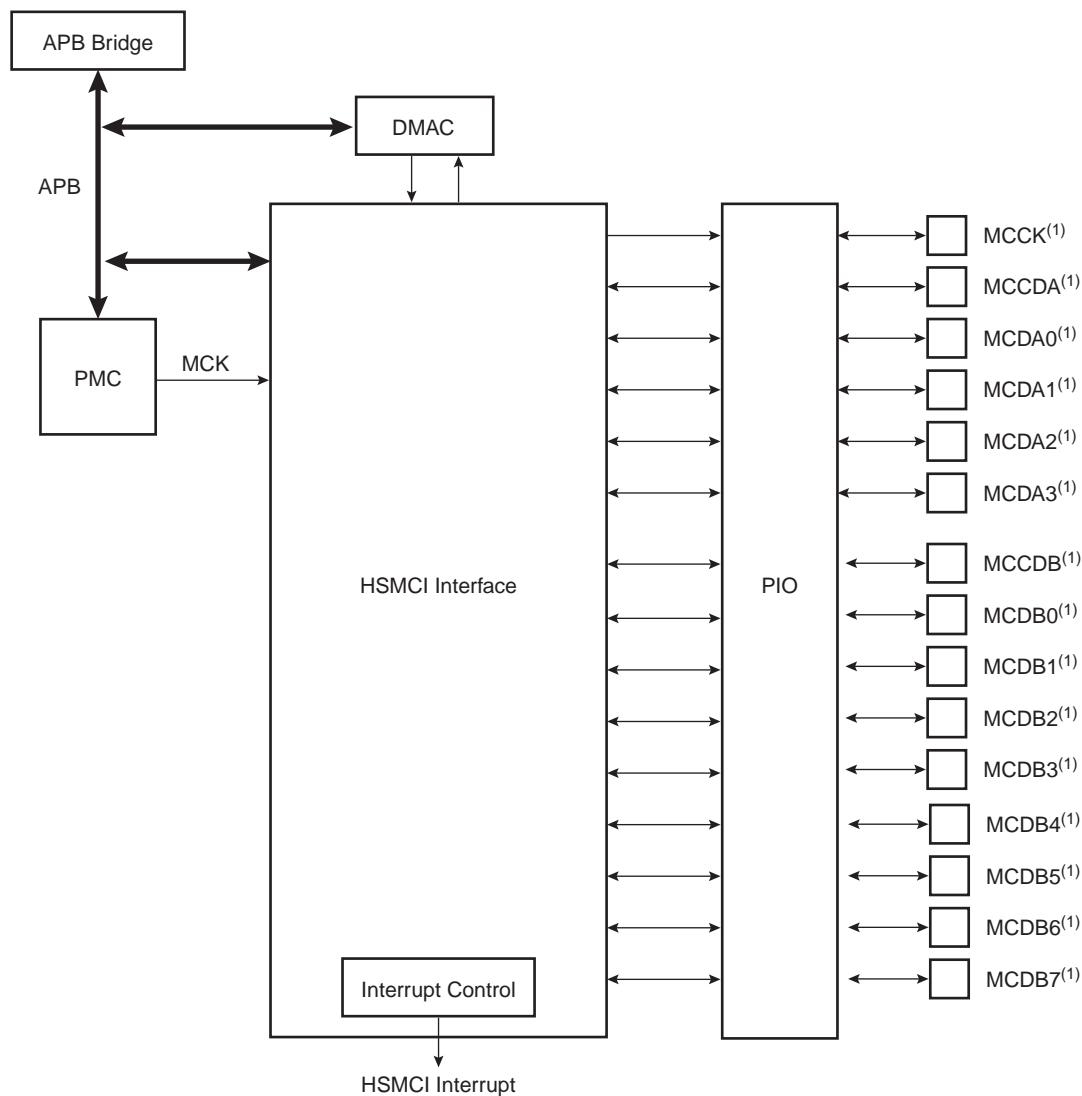 APB Bridge
DMAC
APB
MCCK(1)
MCCDA(1)
MCDA0(1)
PMC
MCK
MCDA1(1)
MCDA2(1)
MCDA3(1)
HSMCI Interface
PIO
MCCDB(1)
MCDB0(1)
MCDB1(1)
MCDB2(1)
MCDB3(1)
MCDB4(1)
MCDB5(1)
MCDB6(1)
MCDB7(1)
Interrupt Control
HSMCI Interrupt